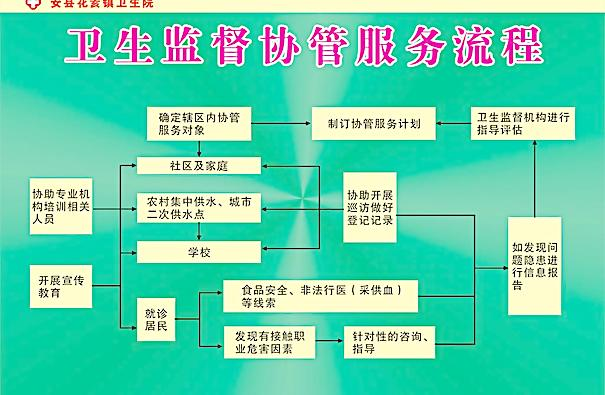 安县花荄镇卫生院
卫生监督协管服务流程
确定辖区内协管
服务对象
制订协管服务计划
卫生监督机构进行
指导评估
社区及家庭
协助专业机
构培训相关
人员
农村集中供水、城市
二次供水点
协助开展
巡访做好
登记记录
学校
如发现问
题隐患进
行信息报
告
开展宣传
教育
就诊
居民
食品安全、非法行医（采供血）
等线索
发现有接触职
业危害因素
针对性的咨询、
指导